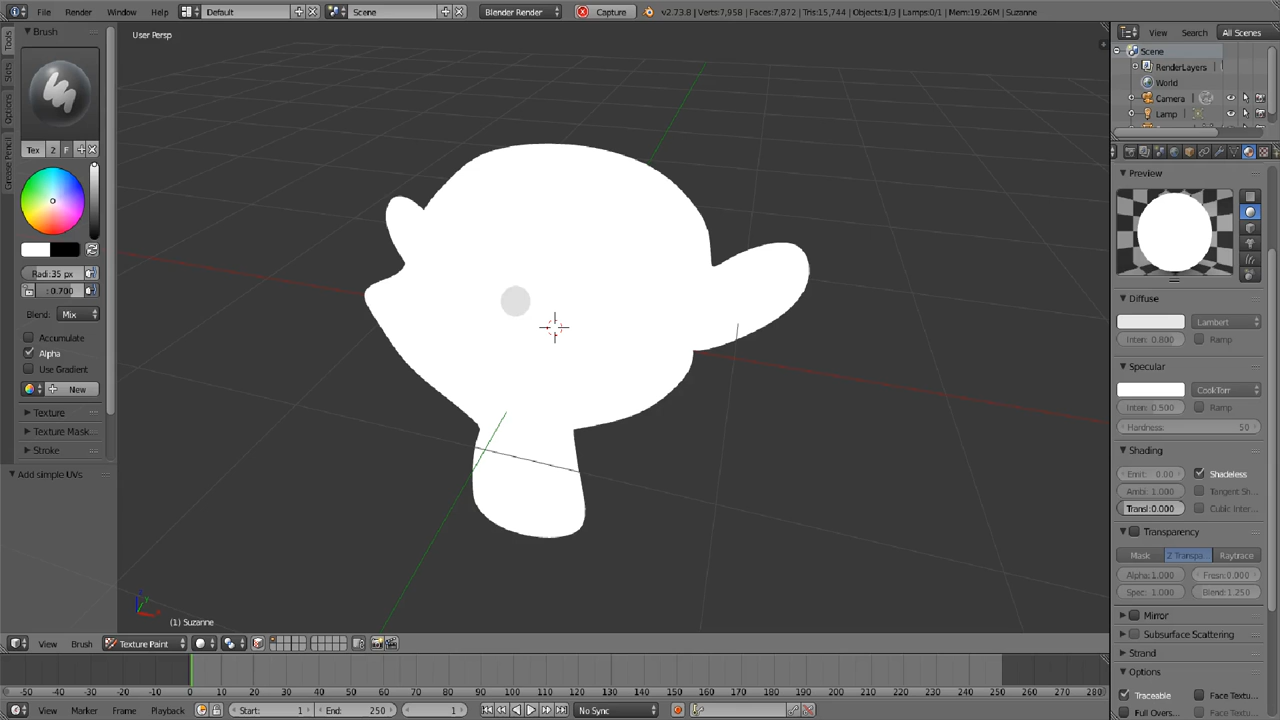 File Render Window Help Default Scene Blender Render Capture v2.73.8 | Verts:7,958 | Faces:7,872 | Tris:15,744 | Objects:1/3 | Lamps:0/1 | Mem:19.26M | Suzanne
Tools
Slots
Options
Grease Pencil
Brush
Tex 2 F
Radi:35 px
: 0.700
Blend: Mix
Accumulate
Alpha
Use Gradient
New
Texture
Texture Mask...
Stroke
Add simple UVs
User Persp
(1) Suzanne
View Brush Texture Paint
-50 -40 -30 -20 -10 0 10 20 30 40 50 60 70 80 90 100 110 120 130 140 150 160 170 180 190 200 210 220 230 240 250 260 270 280
View Marker Frame Playback Start: 1 End: 250 1 No Sync
View Search All Scenes
Scene
RenderLayers
World
Camera
Lamp
Preview
Diffuse
Lambert
Inten: 0.800 Ramp
Specular
CookTorr
Inten: 0.500 Ramp
Hardness: 50
Shading
Emit: 0.00 Shadeless
Ambi: 1.000 Tangent Sh...
Transl:0.000 Cubic Inter...
Transparency
Mask Z Transpa... Raytrace
Alpha:1.000 Fresn:0.000
Spec: 1.000 Blend:1.250
Mirror
Subsurface Scattering
Strand
Options
Traceable Face Textu...
Full Overs... Face Textu...